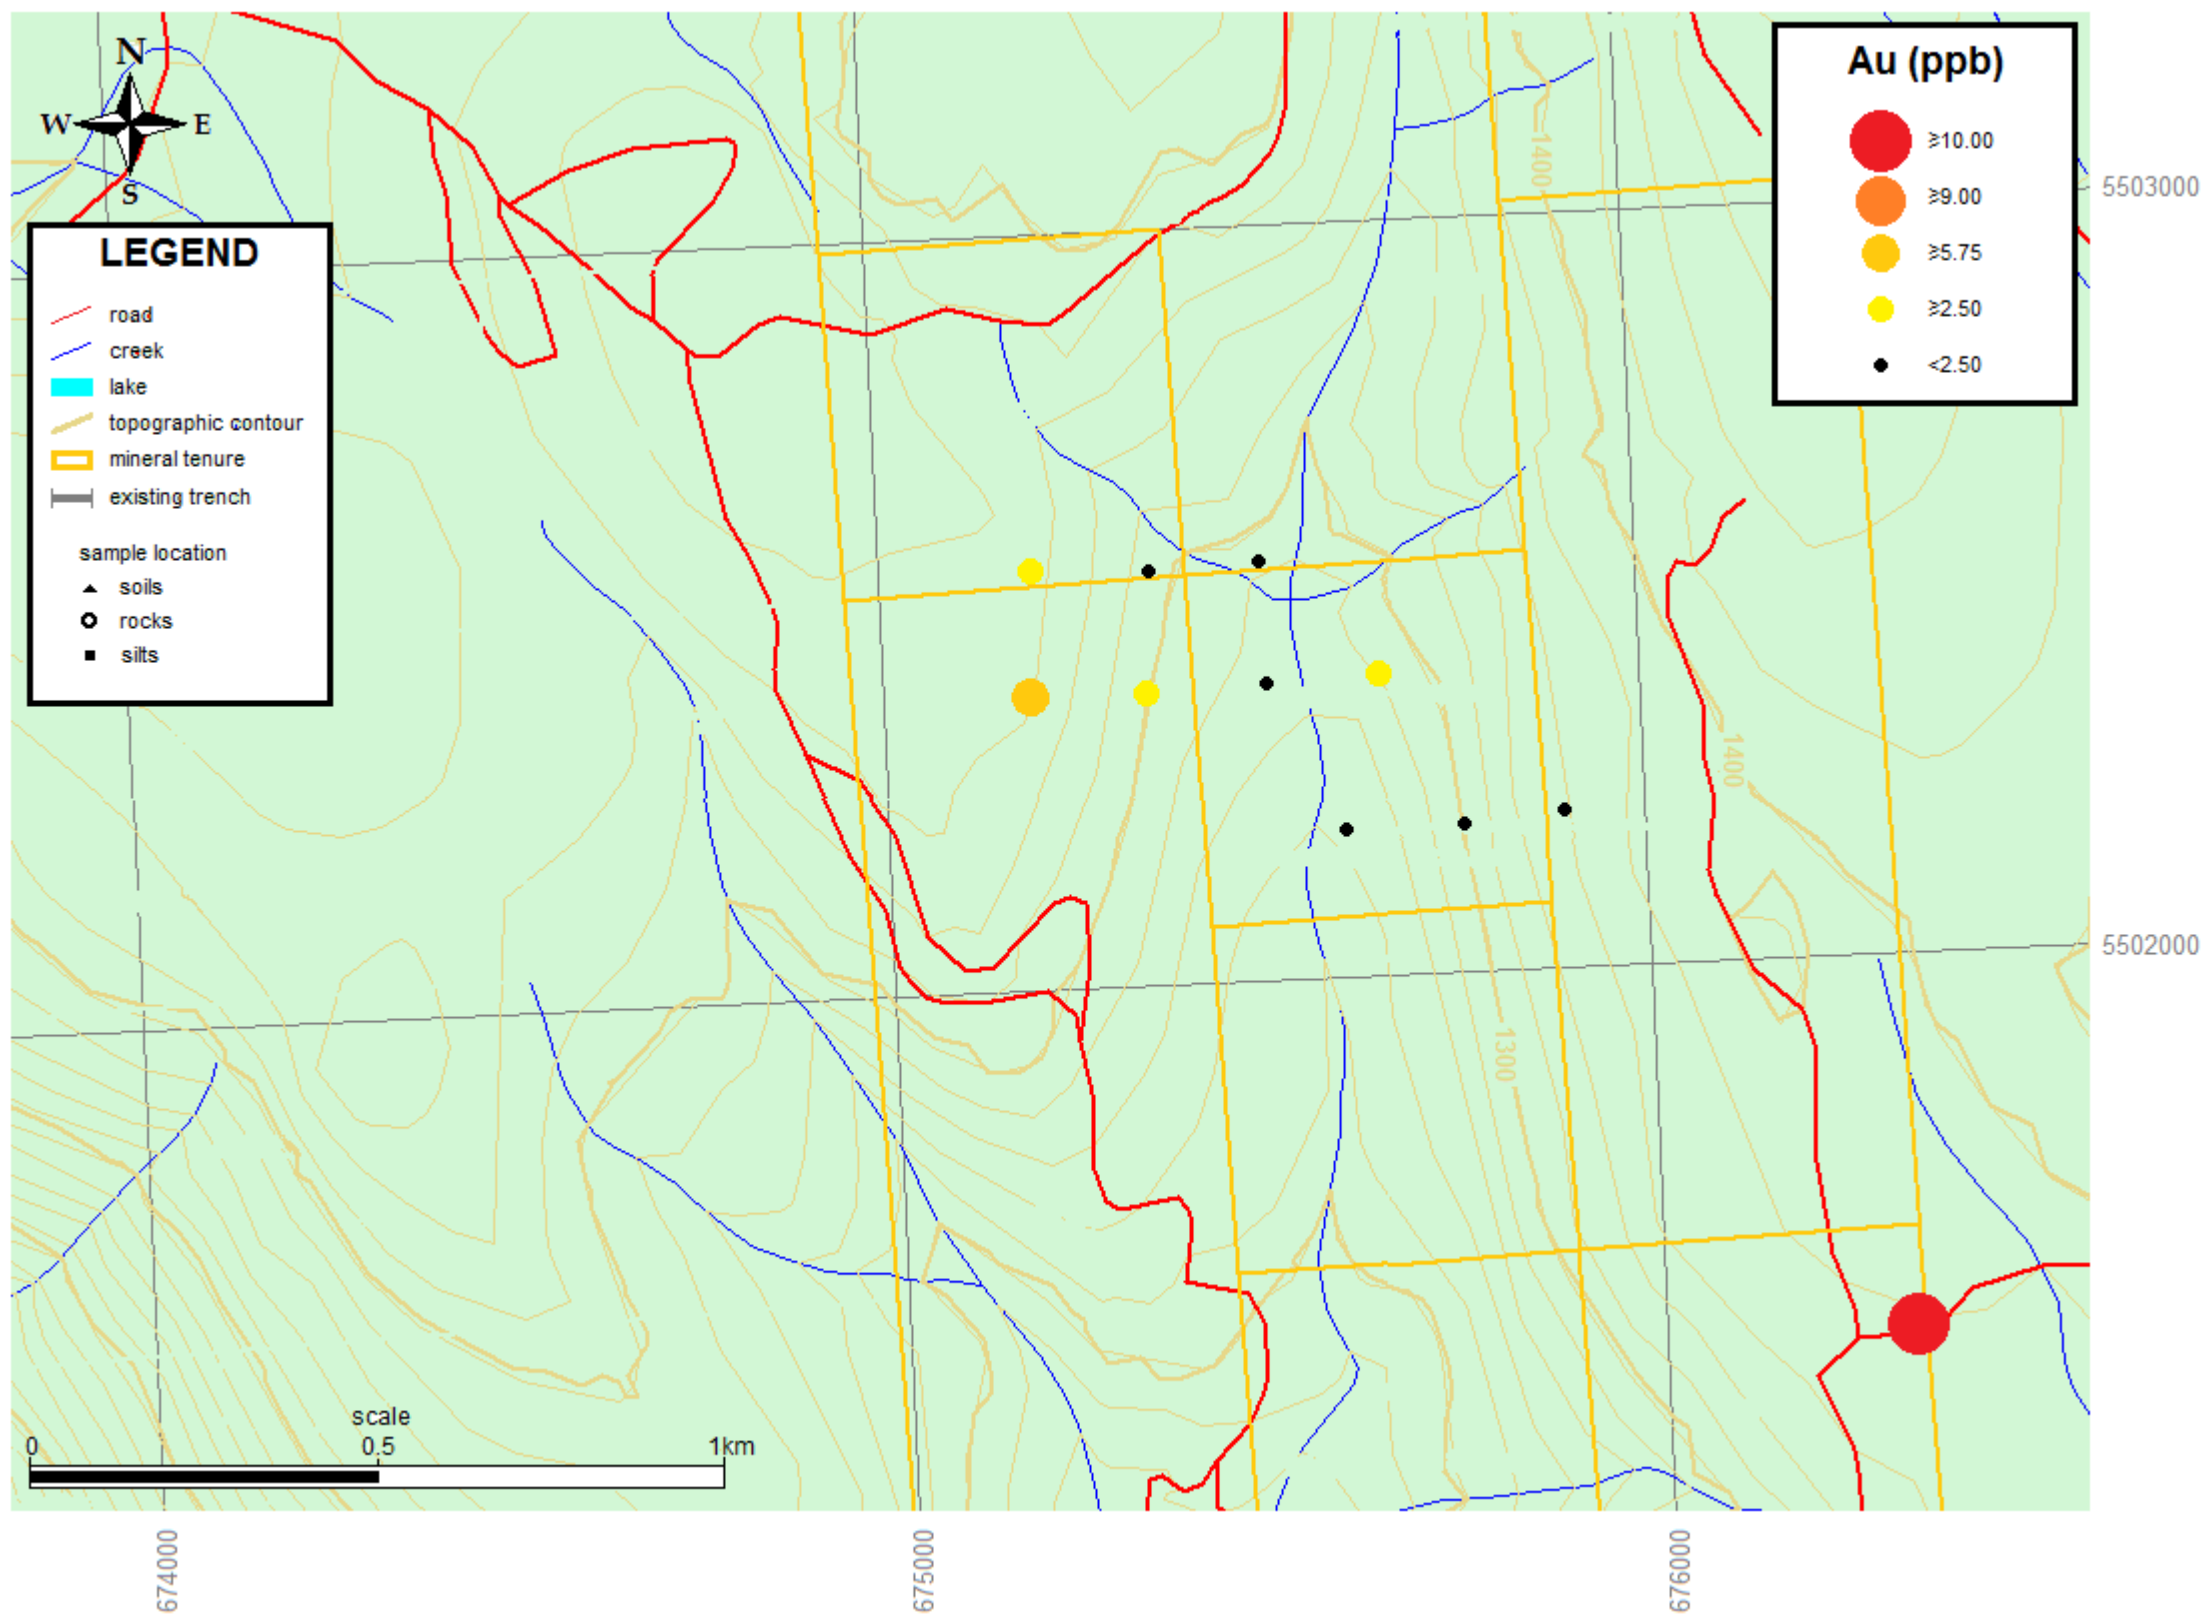 N
W E
S
LEGEND
road
creek
lake
topographic contour
mineral tenure
existing trench
sample location
soils
rocks
silts
Au (ppb)
≥10.00
≥9.00
≥5.75
≥2.50
<2.50
1400
1400
1300
5503000
5502000
scale
0 0.5 1km
674000 675000 676000